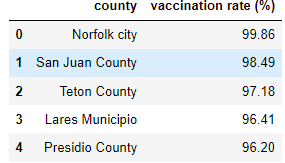 county vaccination rate (%)
0 Norfolk city 99.86
1 San Juan County 98.49
2 Teton County 97.18
3 Lares Municipio 96.41
4 Presidio County 96.20